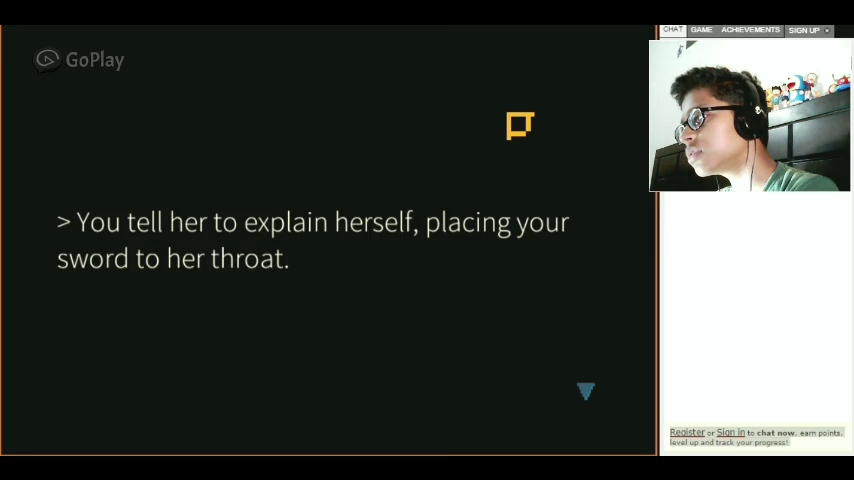 CHAT GAME ACHIEVEMENTS SIGN UP
GoPlay
> You tell her to explain herself, placing your
sword to her throat.
Register or Sign in to chat now, earn points,
level up and track your progress!